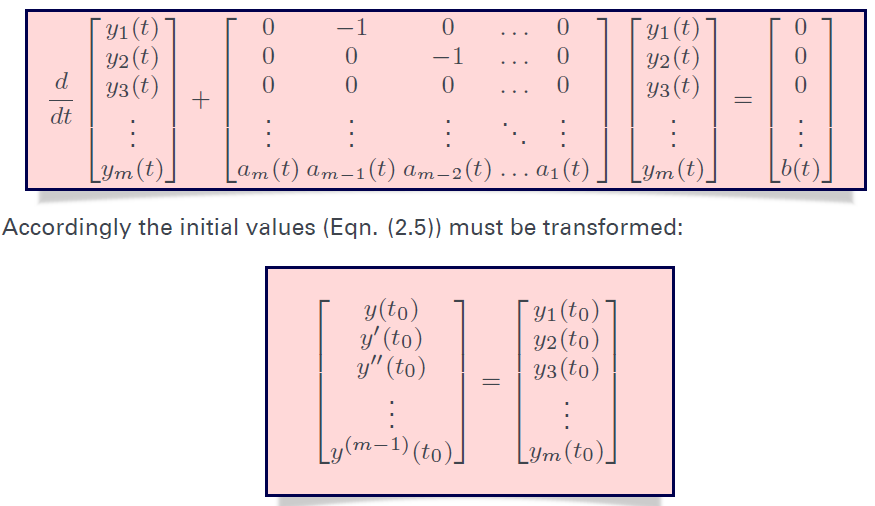 d/dt [y₁(t) y₂(t) y₃(t) ⋮ yₘ(t)] + [0 −1 0 … 0
0 0 −1 … 0
0 0 0 … 0
⋮ ⋮ ⋮ ⋱ ⋮
aₘ(t) aₘ₋₁(t) aₘ₋₂(t) … a₁(t)] [y₁(t) y₂(t) y₃(t) ⋮ yₘ(t)] = [0 0 0 ⋮ b(t)]
Accordingly the initial values (Eqn. (2.5)) must be transformed:
[y(t₀) y′(t₀) y″(t₀) ⋮ y⁽ᵐ⁻¹⁾(t₀)] = [y₁(t₀) y₂(t₀) y₃(t₀) ⋮ yₘ(t₀)]